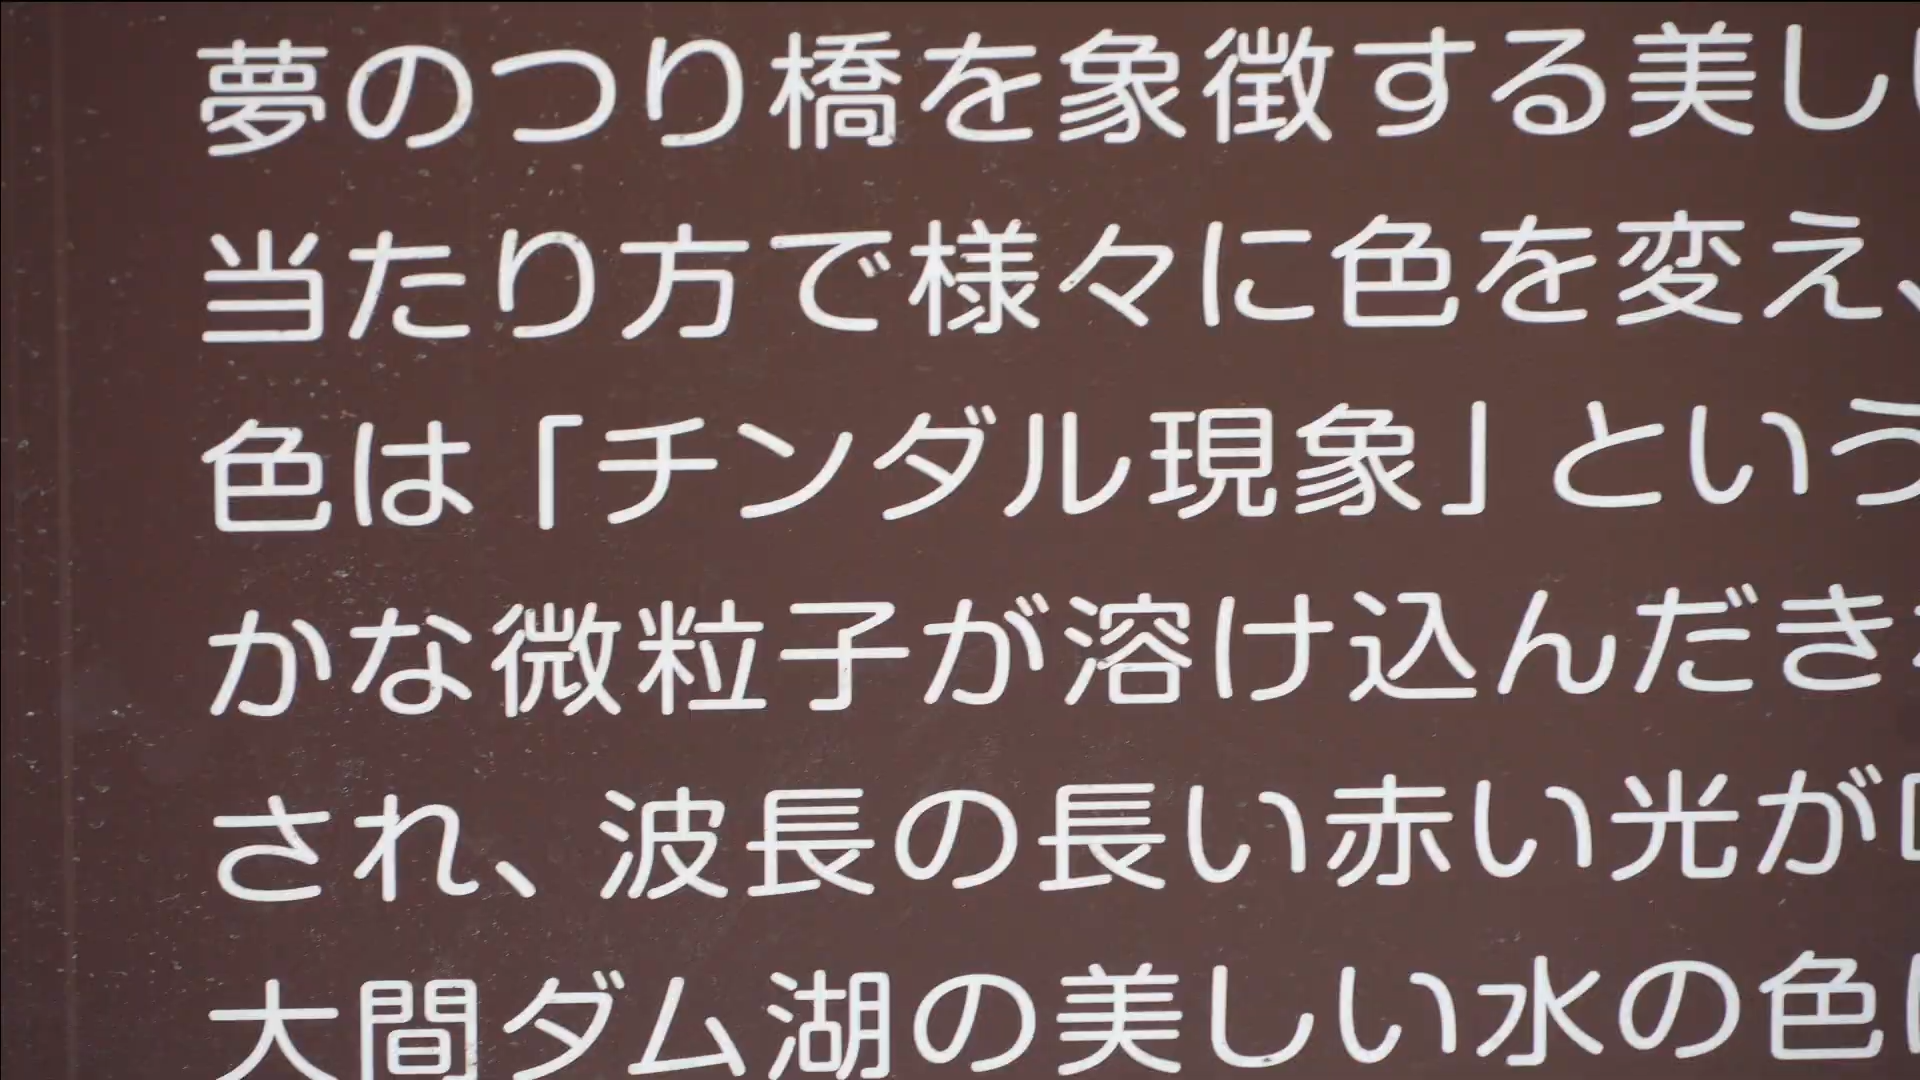 夢のつり橋を象徴する美し
当たり方で様々に色を変え、
色は「チンダル現象」という
かな微粒子が溶け込んだき
され、波長の長い赤い光が
大間ダム湖の美しい水の色